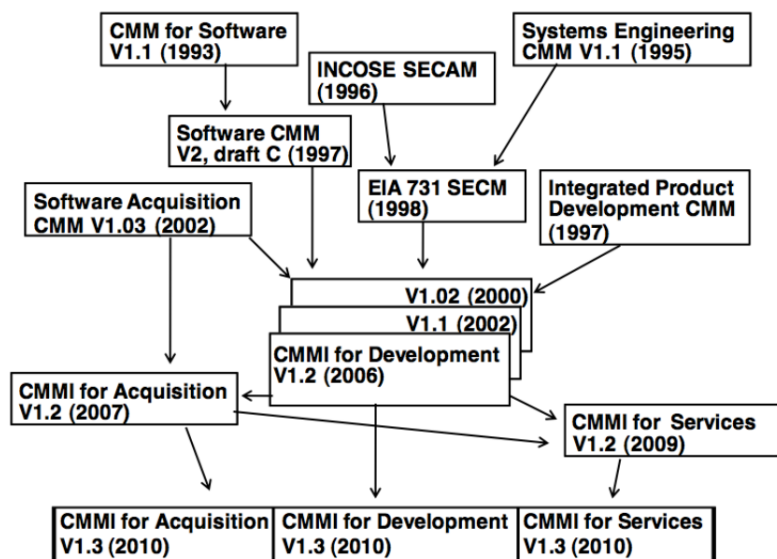 CMM for Software
V1.1 (1993)
Systems Engineering
CMM V1.1 (1995)
INCOSE SECAM
(1996)
Software CMM
V2, draft C (1997)
EIA 731 SECM
(1998)
Integrated Product
Development CMM
(1997)
Software Acquisition
CMM V1.03 (2002)
V1.02 (2000)
V1.1 (2002)
CMMI for Development
V1.2 (2006)
CMMI for Acquisition
V1.2 (2007)
CMMI for Services
V1.2 (2009)
CMMI for Acquisition
V1.3 (2010)
CMMI for Development
V1.3 (2010)
CMMI for Services
V1.3 (2010)